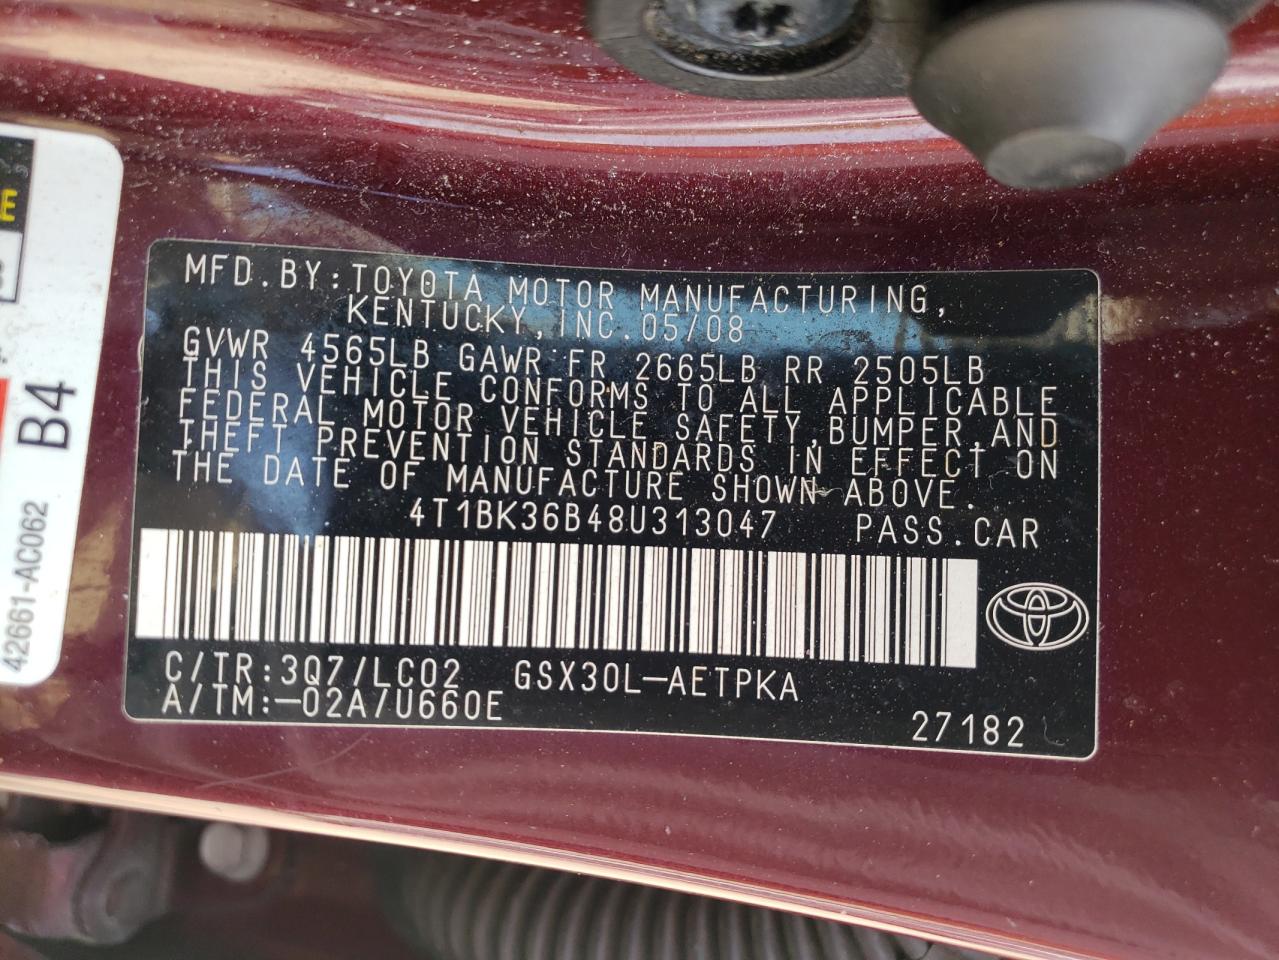 MFD.BY:TOYOTA MOTOR MANUFACTURING,
KENTUCKY,INC.05/08
GVWR 4565LB GAWR FR 2665LB RR 2505LB
THIS VEHICLE CONFORMS TO ALL APPLICABLE
FEDERAL MOTOR VEHICLE SAFETY,BUMPER,AND
THEFT PREVENTION STANDARDS IN EFFECT ON
THE DATE OF MANUFACTURE SHOWN ABOVE.
4T1BK36B48U313047 PASS.CAR
C/TR:3Q7/LC02 GSX30L-AETPKA
A/TM:-02A/U660E
27182
E
B4
42661-AC062